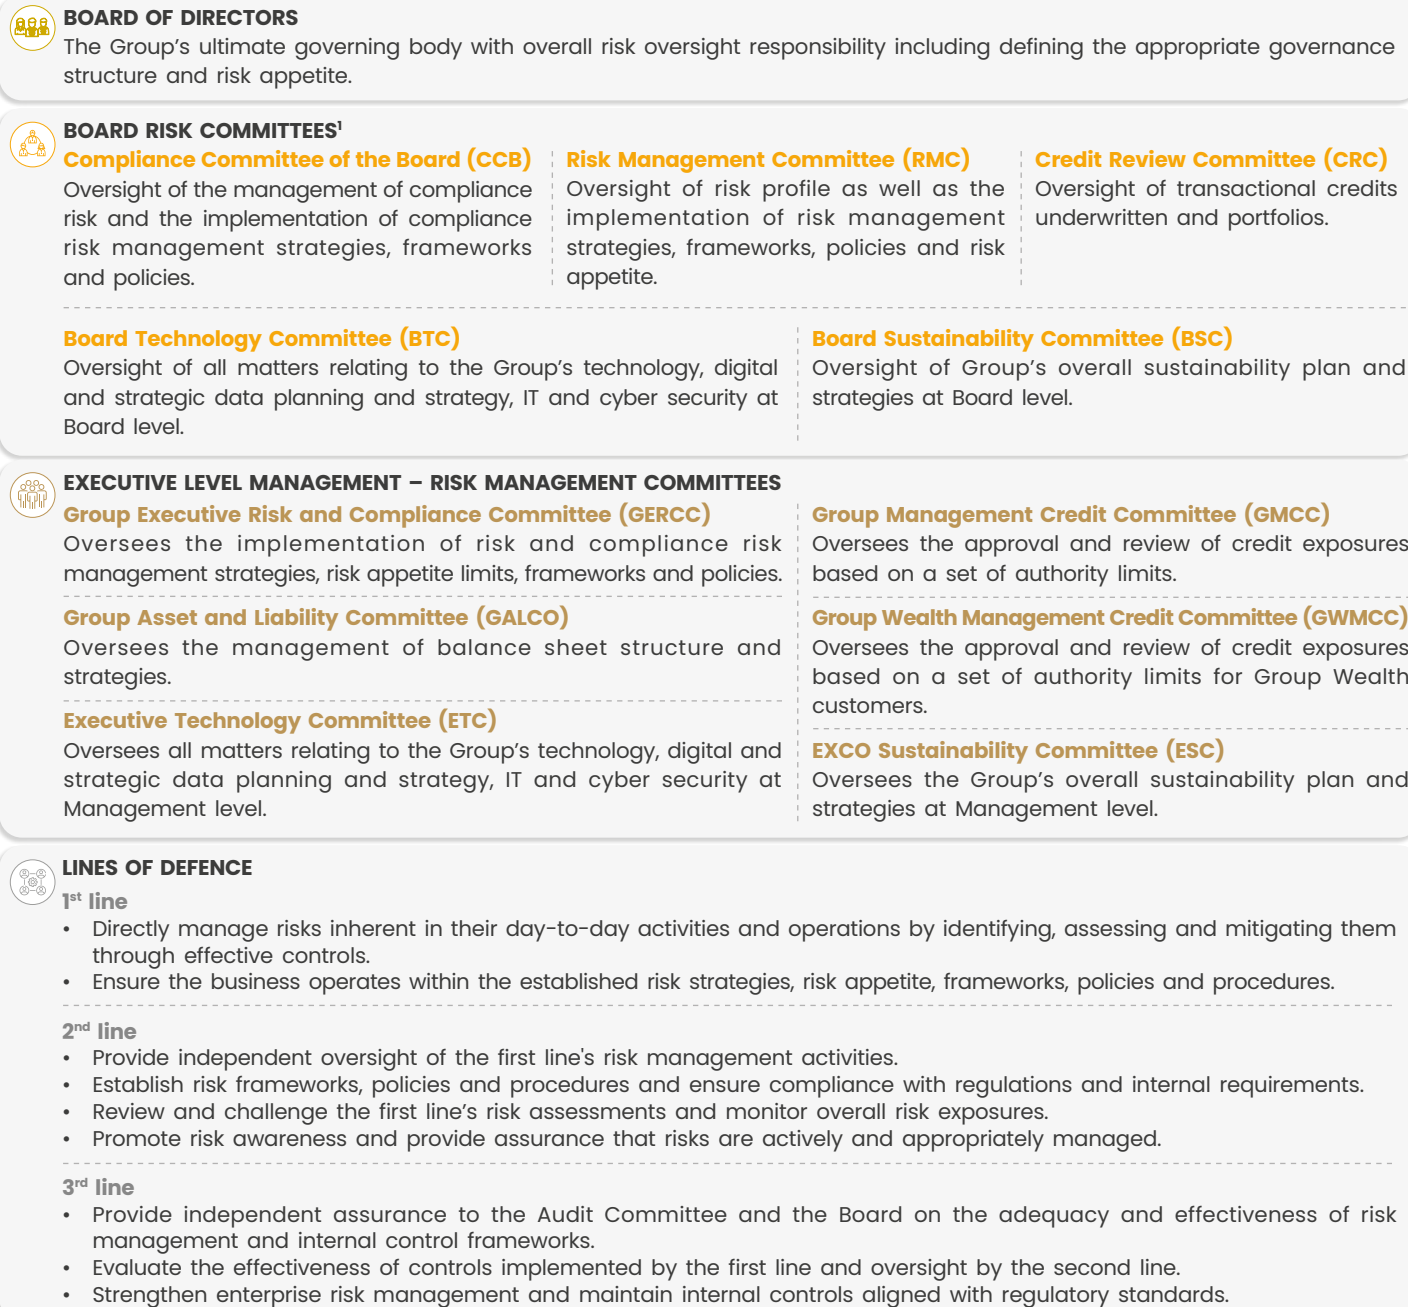 BOARD OF DIRECTORS
The Group’s ultimate governing body with overall risk oversight responsibility including defining the appropriate governance
structure and risk appetite.
BOARD RISK COMMITTEES¹
Compliance Committee of the Board (CCB)
Oversight of the management of compliance
risk and the implementation of compliance
risk management strategies, frameworks
and policies.
Risk Management Committee (RMC)
Oversight of risk profile as well as the
implementation of risk management
strategies, frameworks, policies and risk
appetite.
Credit Review Committee (CRC)
Oversight of transactional credits
underwritten and portfolios.
Board Technology Committee (BTC)
Oversight of all matters relating to the Group’s technology, digital
and strategic data planning and strategy, IT and cyber security at
Board level.
Board Sustainability Committee (BSC)
Oversight of Group’s overall sustainability plan and
strategies at Board level.
EXECUTIVE LEVEL MANAGEMENT – RISK MANAGEMENT COMMITTEES
Group Executive Risk and Compliance Committee (GERCC)
Oversees the implementation of risk and compliance risk
management strategies, risk appetite limits, frameworks and policies.
Group Asset and Liability Committee (GALCO)
Oversees the management of balance sheet structure and
strategies.
Executive Technology Committee (ETC)
Oversees all matters relating to the Group’s technology, digital and
strategic data planning and strategy, IT and cyber security at
Management level.
Group Management Credit Committee (GMCC)
Oversees the approval and review of credit exposures
based on a set of authority limits.
Group Wealth Management Credit Committee (GWMCC)
Oversees the approval and review of credit exposures
based on a set of authority limits for Group Wealth
customers.
EXCO Sustainability Committee (ESC)
Oversees the Group’s overall sustainability plan and
strategies at Management level.
LINES OF DEFENCE
1st line
• Directly manage risks inherent in their day-to-day activities and operations by identifying, assessing and mitigating them
through effective controls.
• Ensure the business operates within the established risk strategies, risk appetite, frameworks, policies and procedures.
2nd line
• Provide independent oversight of the first line's risk management activities.
• Establish risk frameworks, policies and procedures and ensure compliance with regulations and internal requirements.
• Review and challenge the first line’s risk assessments and monitor overall risk exposures.
• Promote risk awareness and provide assurance that risks are actively and appropriately managed.
3rd line
• Provide independent assurance to the Audit Committee and the Board on the adequacy and effectiveness of risk
management and internal control frameworks.
• Evaluate the effectiveness of controls implemented by the first line and oversight by the second line.
• Strengthen enterprise risk management and maintain internal controls aligned with regulatory standards.